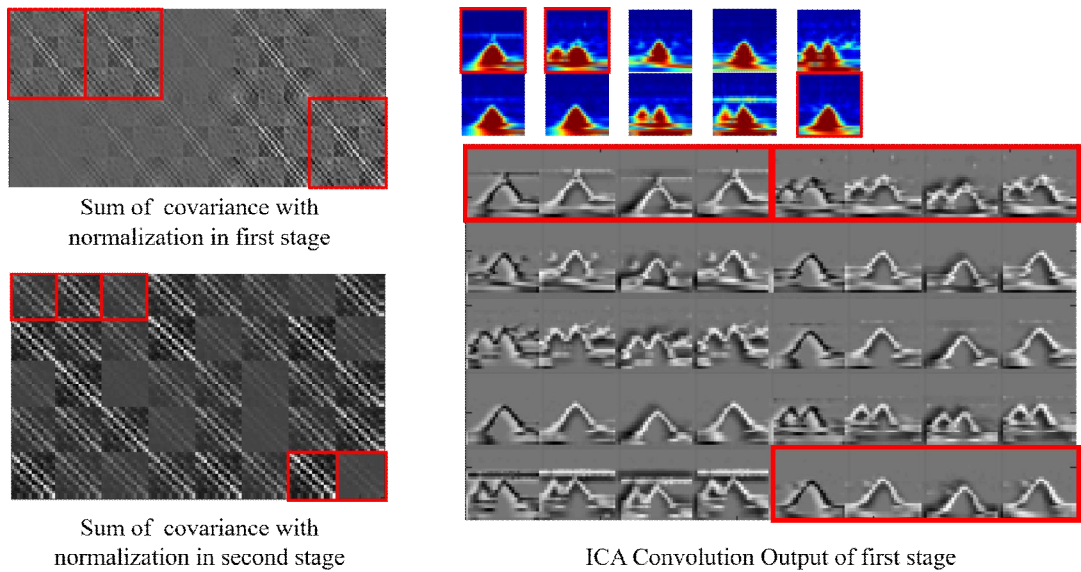 Sum of covariance with
normalization in first stage
Sum of covariance with
normalization in second stage
ICA Convolution Output of first stage